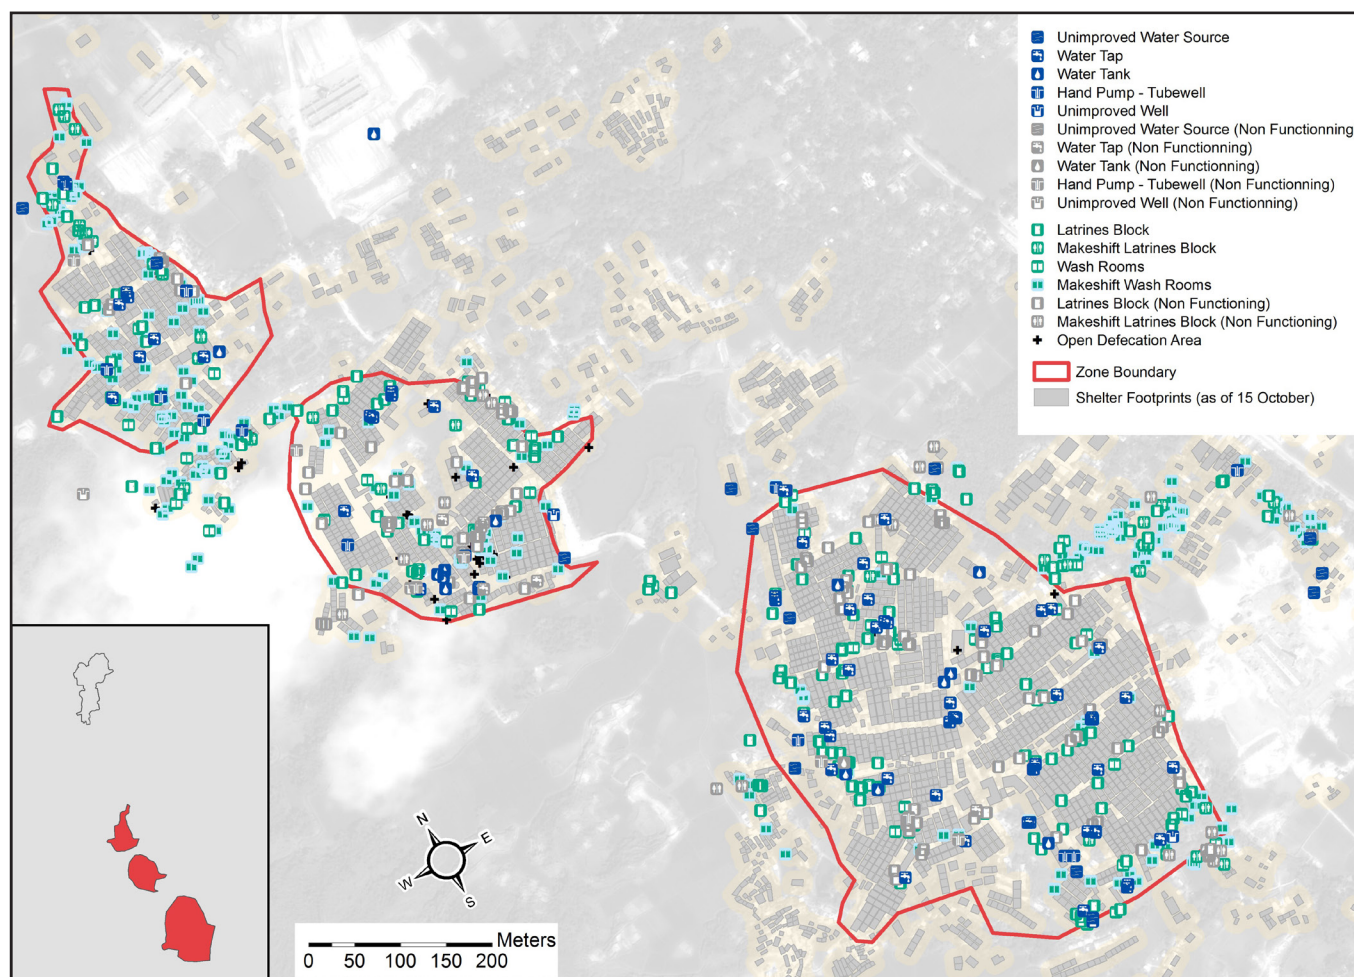 Unimproved Water Source
Water Tap
Water Tank
Hand Pump - Tubewell
Unimproved Well
Unimproved Water Source (Non Functionning
Water Tap (Non Functionning)
Water Tank (Non Functionning)
Hand Pump - Tubewell (Non Functionning)
Unimproved Well (Non Functionning)
Latrines Block
Makeshift Latrines Block
Wash Rooms
Makeshift Wash Rooms
Latrines Block (Non Functioning)
Makeshift Latrines Block (Non Functioning)
Open Defecation Area
Zone Boundary
Shelter Footprints (as of 15 October)
N
E
W
S
Meters
0 50 100 150 200